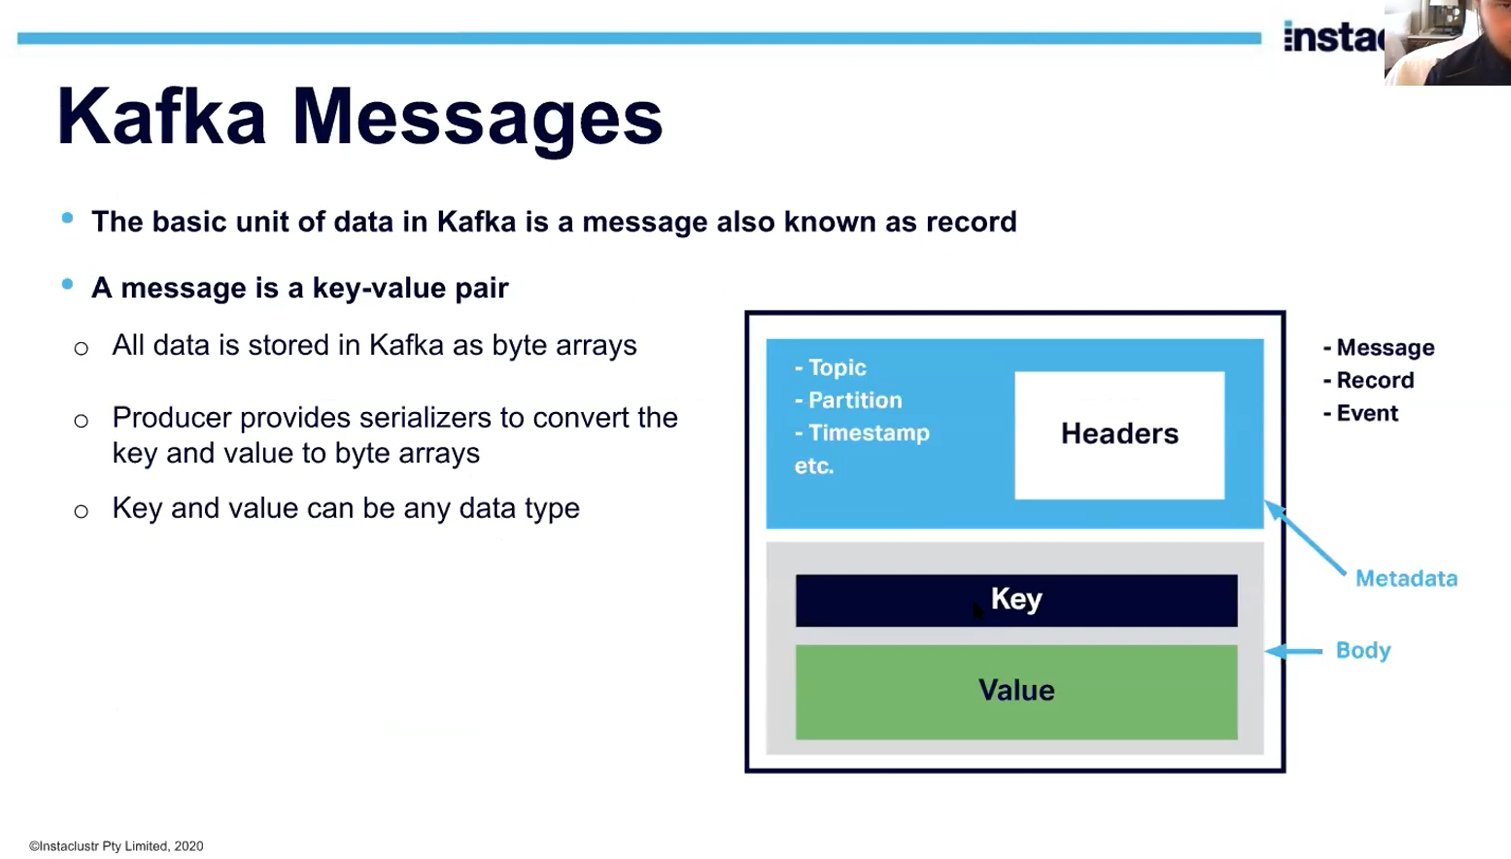 Kafka Messages
• The basic unit of data in Kafka is a message also known as record
• A message is a key-value pair
o All data is stored in Kafka as byte arrays
o Producer provides serializers to convert the
key and value to byte arrays
o Key and value can be any data type
- Topic
- Partition
- Timestamp
etc.
Headers
Key
Value
- Message
- Record
- Event
Metadata
Body
©Instaclustr Pty Limited, 2020